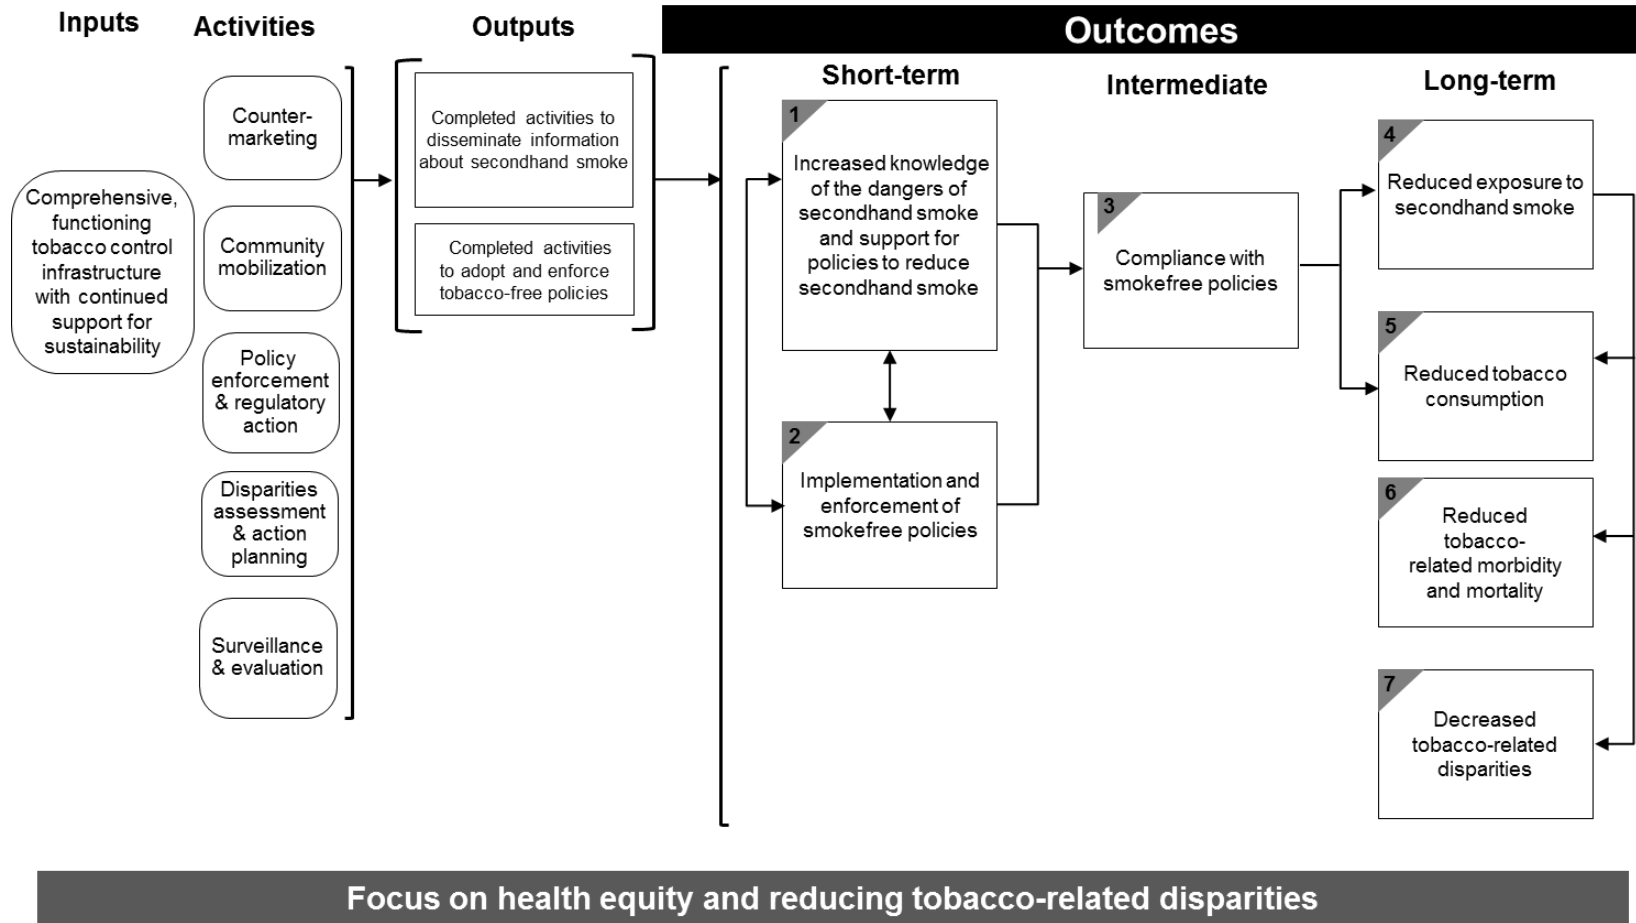 Inputs
Activities
Outputs
Outcomes
Short-term
Intermediate
Long-term
Comprehensive,
functioning
tobacco control
infrastructure
with continued
support for
sustainability
Counter-
marketing
Community
mobilization
Policy
enforcement
& regulatory
action
Disparities
assessment
& action
planning
Surveillance
& evaluation
Completed activities to
disseminate information
about secondhand smoke
Completed activities
to adopt and enforce
tobacco-free policies
1
Increased knowledge
of the dangers of
secondhand smoke
and support for
policies to reduce
secondhand smoke
2
Implementation and
enforcement of
smokefree policies
3
Compliance with
smokefree policies
4
Reduced exposure to
secondhand smoke
5
Reduced tobacco
consumption
6
Reduced
tobacco-
related morbidity
and mortality
7
Decreased
tobacco-related
disparities
Focus on health equity and reducing tobacco-related disparities